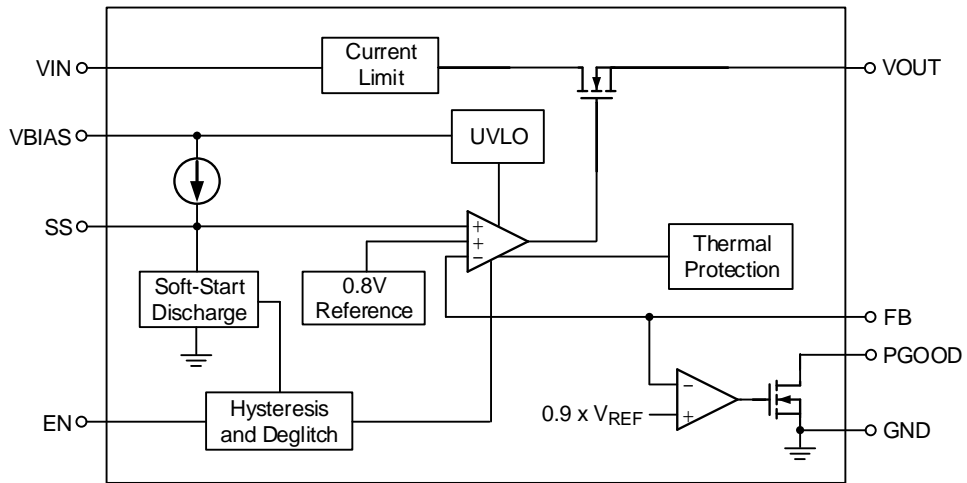 VIN
Current
Limit
VOUT
VBIAS
UVLO
SS
+
+
−
Thermal
Protection
Soft-Start
Discharge
0.8V
Reference
FB
PGOOD
−
0.9 x VREF
+
EN
Hysteresis
and Deglitch
GND